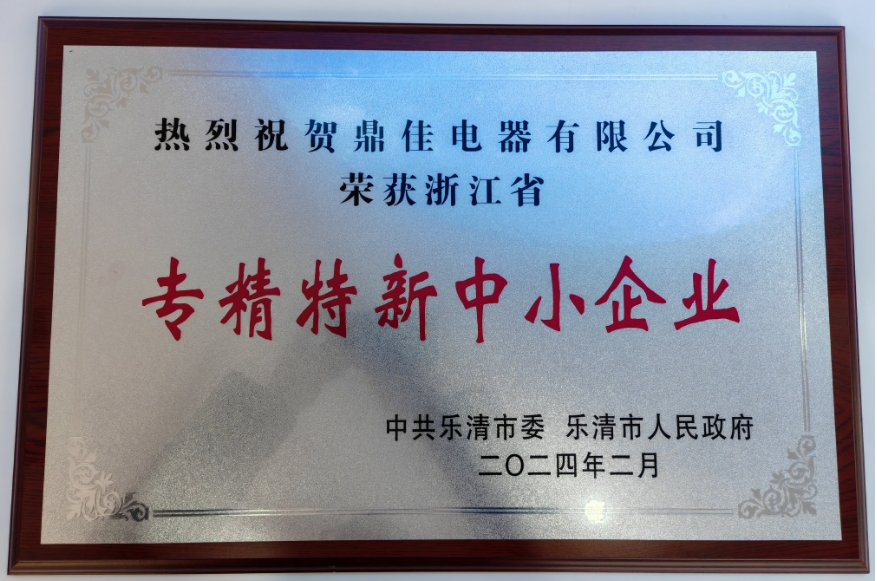 热烈祝贺鼎佳电器有限公司
荣获浙江省
专精特新中小企业
中共乐清市委 乐清市人民政府
二〇二四年二月